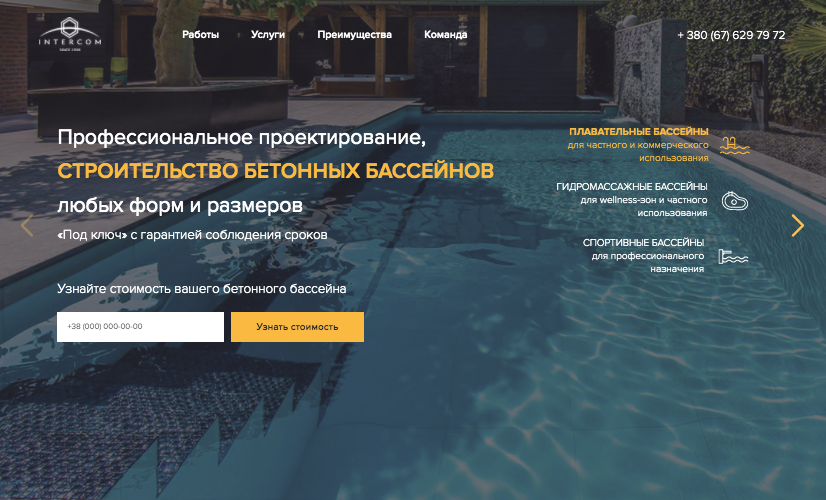 INTERCOM
Работы
Услуги
Преимущества
Команда
+ 380 (67) 629 79 72
Профессиональное проектирование,
СТРОИТЕЛЬСТВО БЕТОННЫХ БАССЕЙНОВ
любых форм и размеров
«Под ключ» с гарантией соблюдения сроков
Узнайте стоимость вашего бетонного бассейна
+38 (000) 000-00-00
Узнать стоимость
ПЛАВАТЕЛЬНЫЕ БАССЕЙНЫ
для частного и коммерческого
использования
ГИДРОМАССАЖНЫЕ БАССЕЙНЫ
для wellness-зон и частного
использования
СПОРТИВНЫЕ БАССЕЙНЫ
для профессионального
назначения